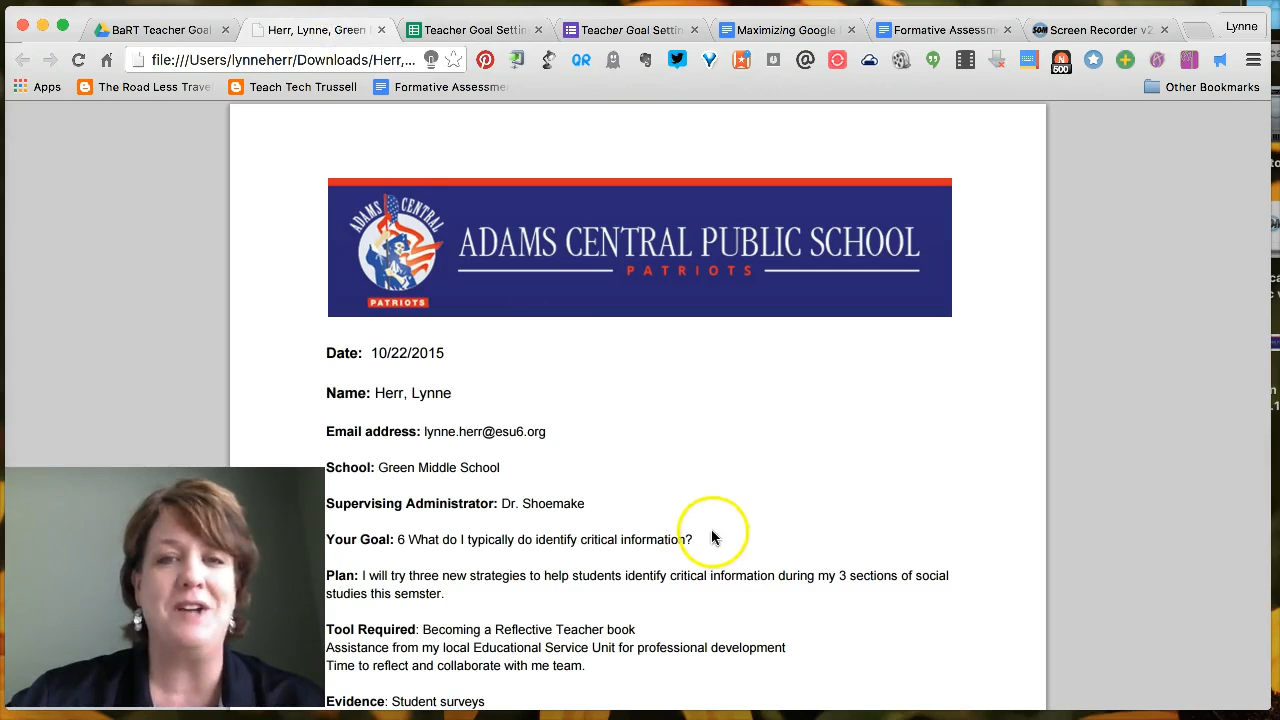 BaRT Tcachcrs Goal
Herr, Lynne, Green
Teacher Goal Settin
Teacher Goal Settin
Maximizing Google
Formative Assessm
Screen Recorder v2
Lynne
file:///Users/lynneherr/Downloads/Herr,...
QR
N
500
Apps
The Road Less Trave
Teach Tech Trussell
Formative Assessme
Other Bookmarks
ADAMS CENTRAL
PATRIOTS
ADAMS CENTRAL PUBLIC SCHOOL
PATRIOTS
Date: 10/22/2015
Name: Herr, Lynne
Email address: lynne.herr@esu6.org
School: Green Middle School
Supervising Administrator: Dr. Shoemake
Your Goal: 6 What do I typically do identify critical information?
Plan: I will try three new strategies to help students identify critical information during my 3 sections of social
studies this semster.
Tool Required: Becoming a Reflective Teacher book
Assistance from my local Educational Service Unit for professional development
Time to reflect and collaborate with me team.
Evidence: Student surveys